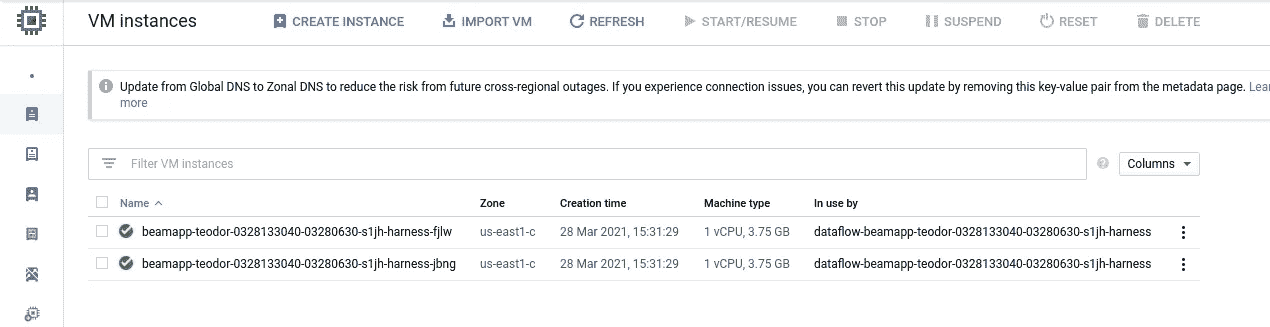 VM instances CREATE INSTANCE IMPORT VM REFRESH START/RESUME STOP SUSPEND RESET DELETE
Update from Global DNS to Zonal DNS to reduce the risk from future cross-regional outages. If you experience connection issues, you can revert this update by removing this key-value pair from the metadata page. Lear
more
Filter VM instances Columns
Name Zone Creation time Machine type In use by
beamapp-teodor-0328133040-03280630-s1jh-harness-fjlw us-east1-c 28 Mar 2021, 15:31:29 1 vCPU, 3.75 GB dataflow-beamapp-teodor-0328133040-03280630-s1jh-harness
beamapp-teodor-0328133040-03280630-s1jh-harness-jbng us-east1-c 28 Mar 2021, 15:31:29 1 vCPU, 3.75 GB dataflow-beamapp-teodor-0328133040-03280630-s1jh-harness